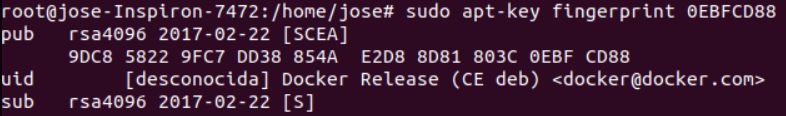 root@jose-Inspiron-7472:/home/jose# sudo apt-key fingerprint 0EBFCD88
pub   rsa4096 2017-02-22 [SCEA]
      9DC8 5822 9FC7 DD38 854A  E2D8 8D81 803C 0EBF CD88
uid        [desconocida] Docker Release (CE deb) <docker@docker.com>
sub   rsa4096 2017-02-22 [S]